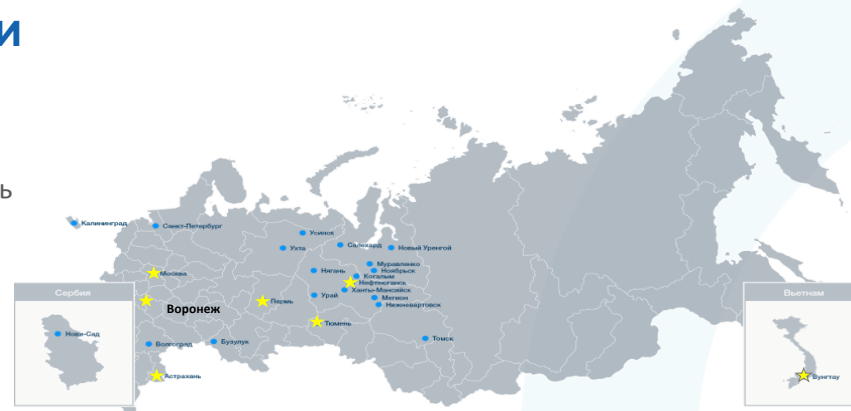 И
ь
Калининград
Санкт-Петербург
Усинск
Ухта
Салехард
Новый Уренгой
Москва
Нягань
Муравленко
Ноябрьск
Когалым
Нефтеюганск
Ханты-Мансийск
Мегион
Нижневартовск
Урай
Воронеж
Пермь
Тюмень
Волгоград
Бузулук
Томск
Астрахань
Сербия
Нови-Сад
Вьетнам
Вунгтау